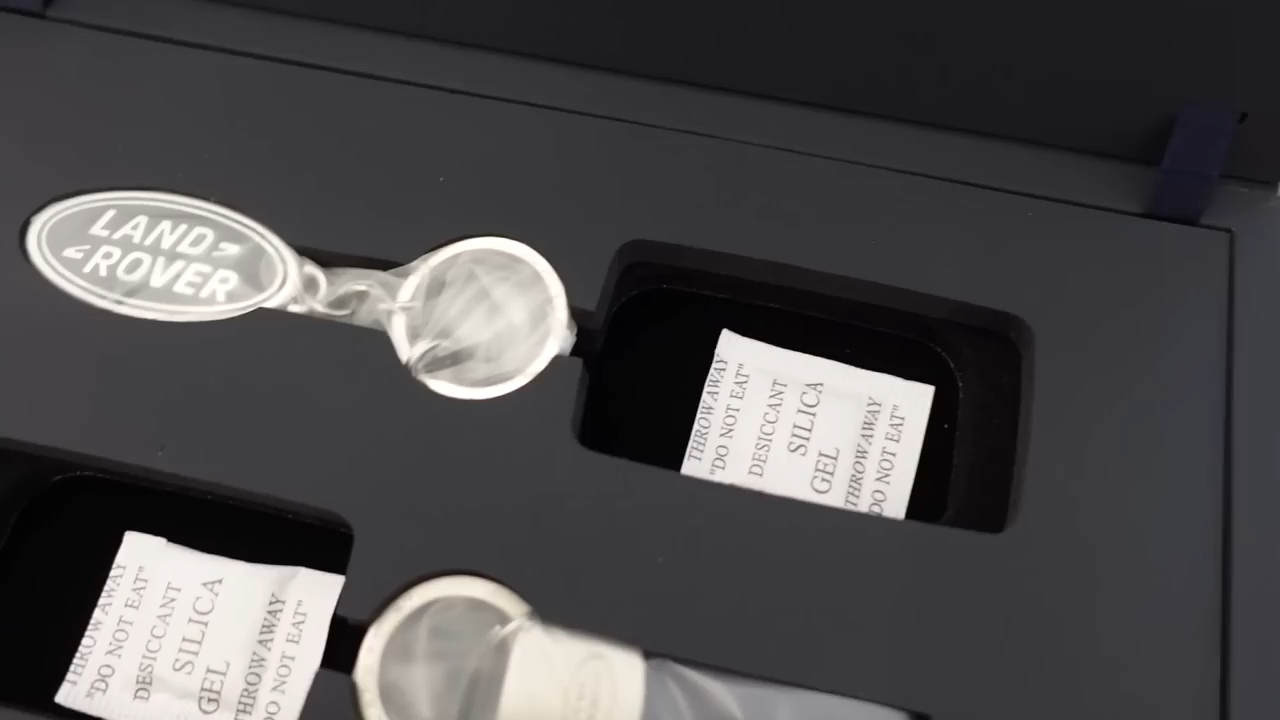 LAND
ROVER
THROW AWAY
"DO NOT EAT"
DESICCANT
SILICA
GEL
THROW AWAY
"DO NOT EAT"
THROW AWAY
"DO NOT EAT"
DESICCANT
SILICA
GEL
THROW AWAY
DO NOT EAT"